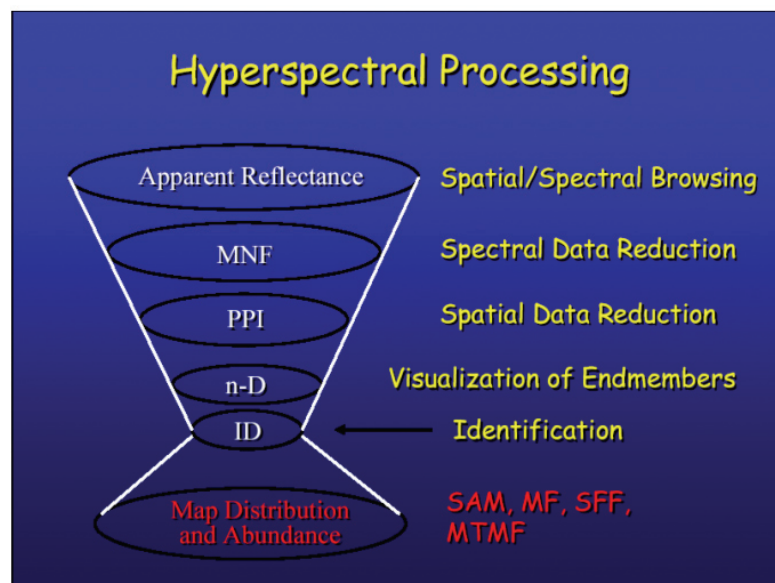 Hyperspectral Processing
Apparent Reflectance
Spatial/Spectral Browsing
MNF
Spectral Data Reduction
PPI
Spatial Data Reduction
n-D
Visualization of Endmembers
ID
Identification
Map Distribution
and Abundance
SAM, MF, SFF,
MTMF